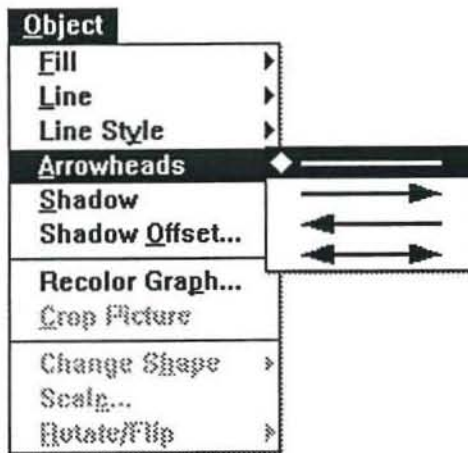 Object
Fill
Line
Line Style
Arrowheads
Shadow
Shadow Offset...
Recolor Graph...
Crop Picture
Change Shape
Scale...
Rotate/Flip